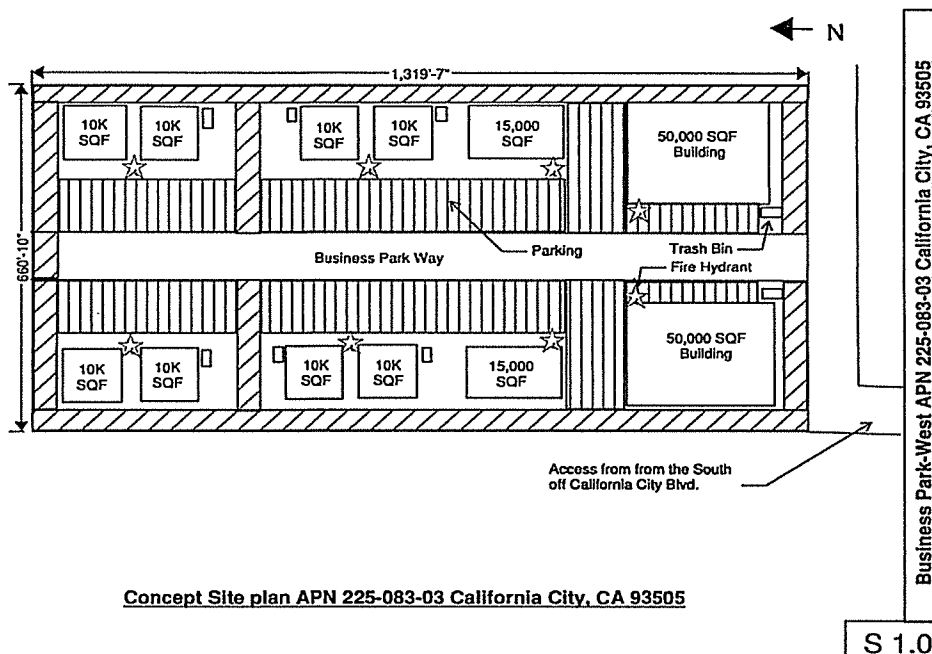 N
1,319'-7"
660'-10"
10K
SQF
10K
SQF
10K
SQF
10K
SQF
15,000
SQF
50,000 SQF
Building
Parking
Business Park Way
Trash Bin
Fire Hydrant
10K
SQF
10K
SQF
10K
SQF
10K
SQF
15,000
SQF
50,000 SQF
Building
Access from from the South
off California City Blvd.
Concept Site plan APN 225-083-03 California City, CA 93505
Business Park-West APN 225-083-03 California City, CA 93505
S 1.0